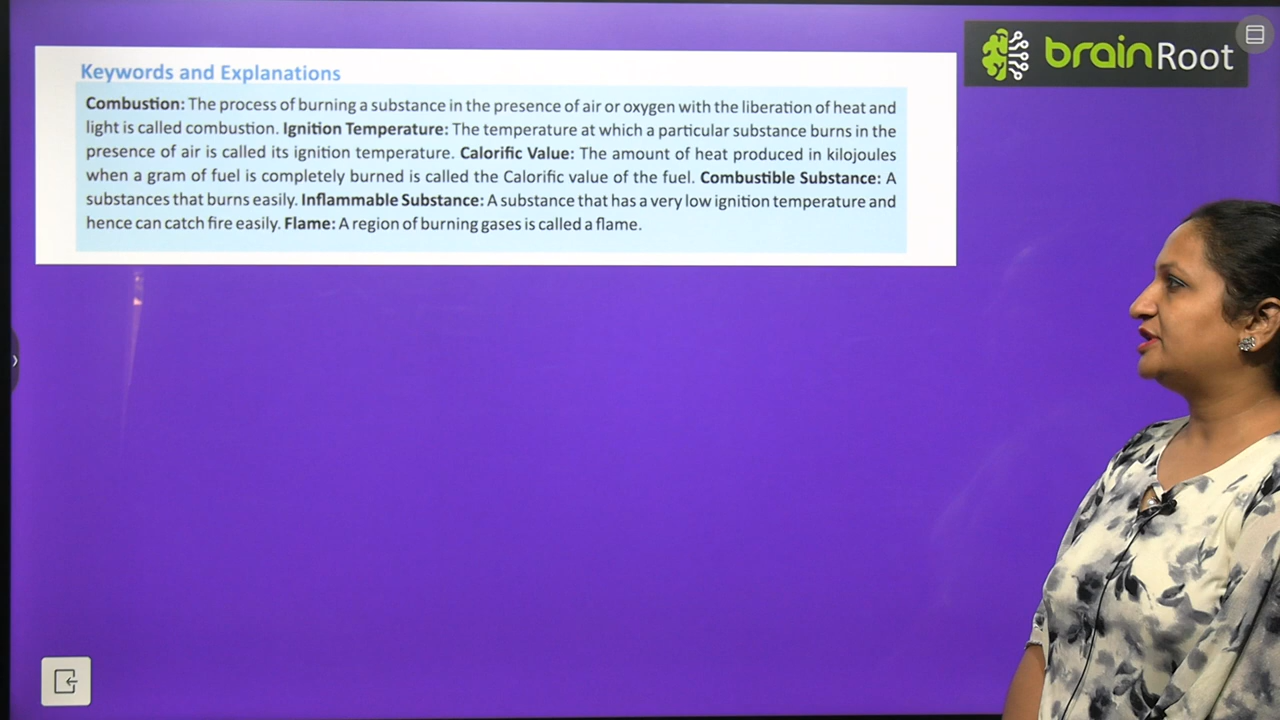 brainRoot
Keywords and Explanations
Combustion: The process of burning a substance in the presence of air or oxygen with the liberation of heat and
light is called combustion. Ignition Temperature: The temperature at which a particular substance burns in the
presence of air is called its ignition temperature. Calorific Value: The amount of heat produced in kilojoules
when a gram of fuel is completely burned is called the Calorific value of the fuel. Combustible Substance: A
substances that burns easily. Inflammable Substance: A substance that has a very low ignition temperature and
hence can catch fire easily. Flame: A region of burning gases is called a flame.